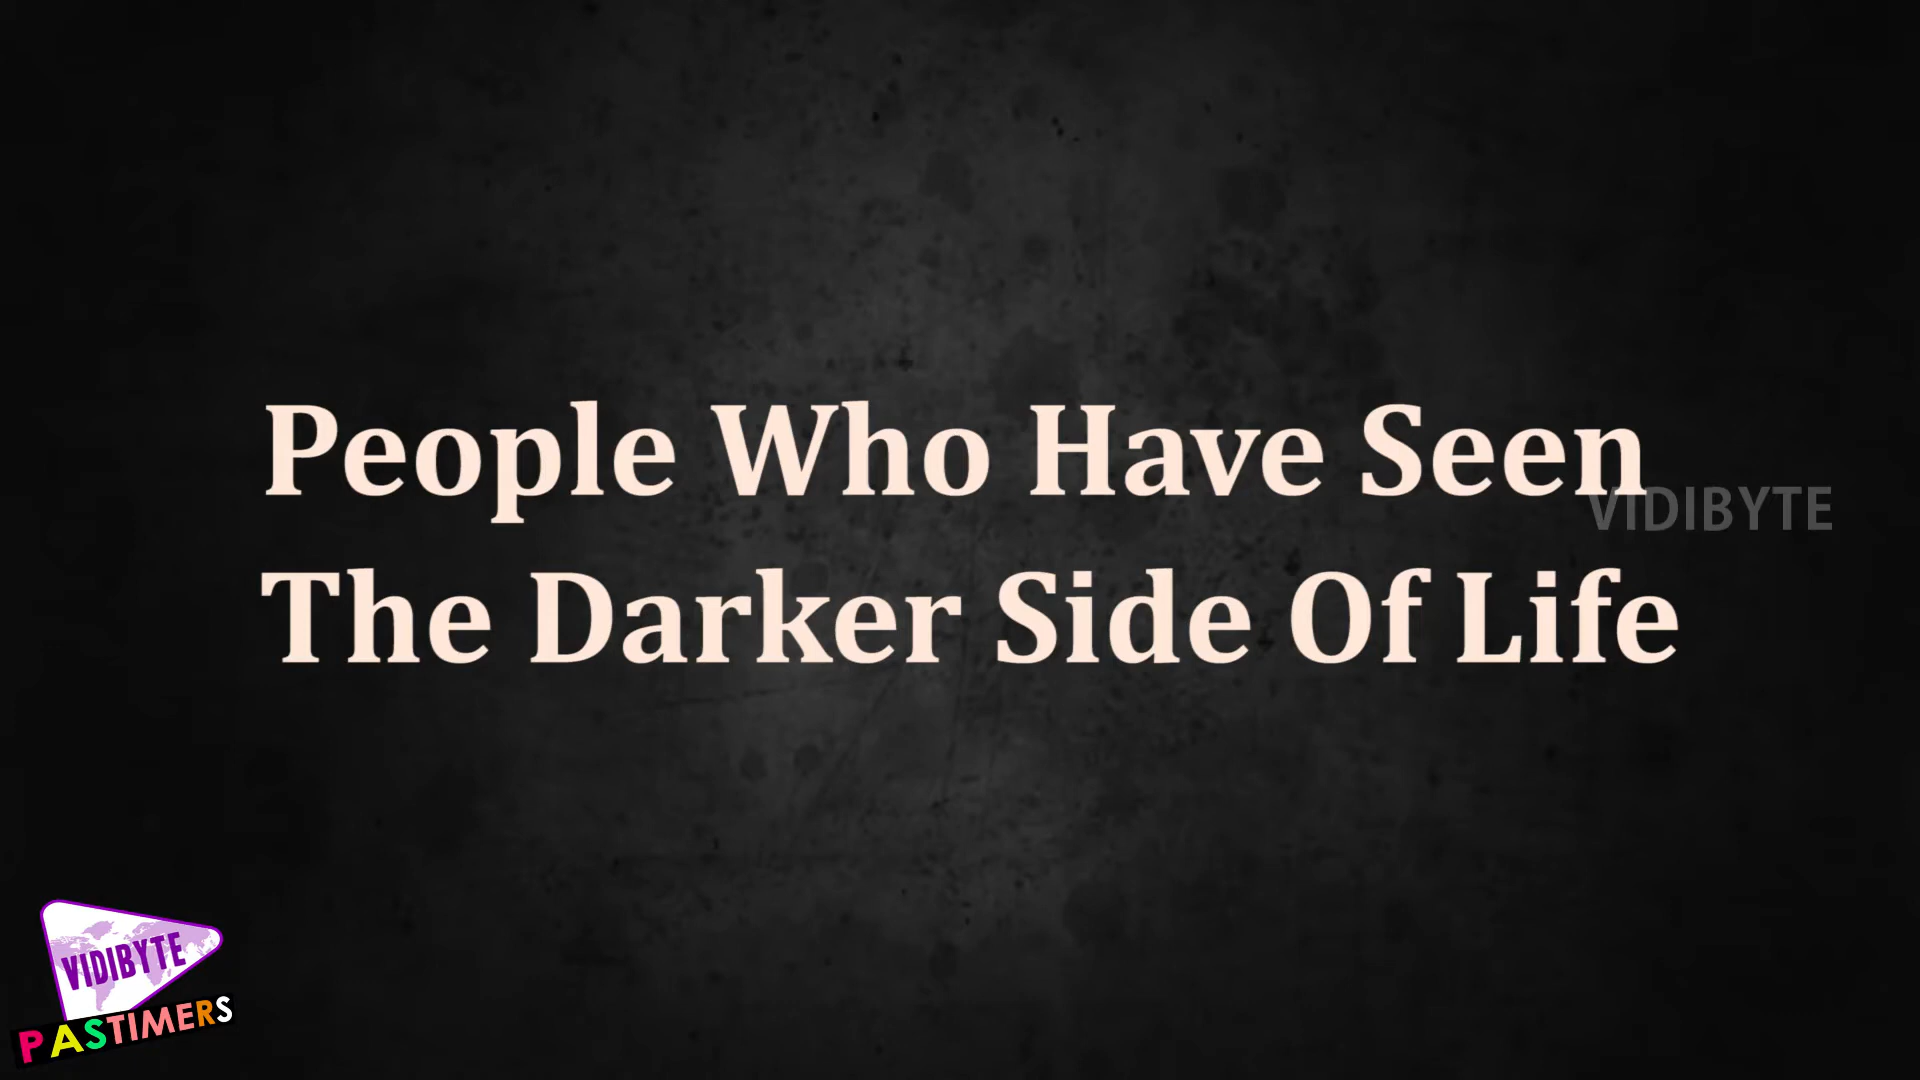 People Who Have Seen
VIDIBYTE
The Darker Side Of Life
VIDIBYTE
PASTIMERS